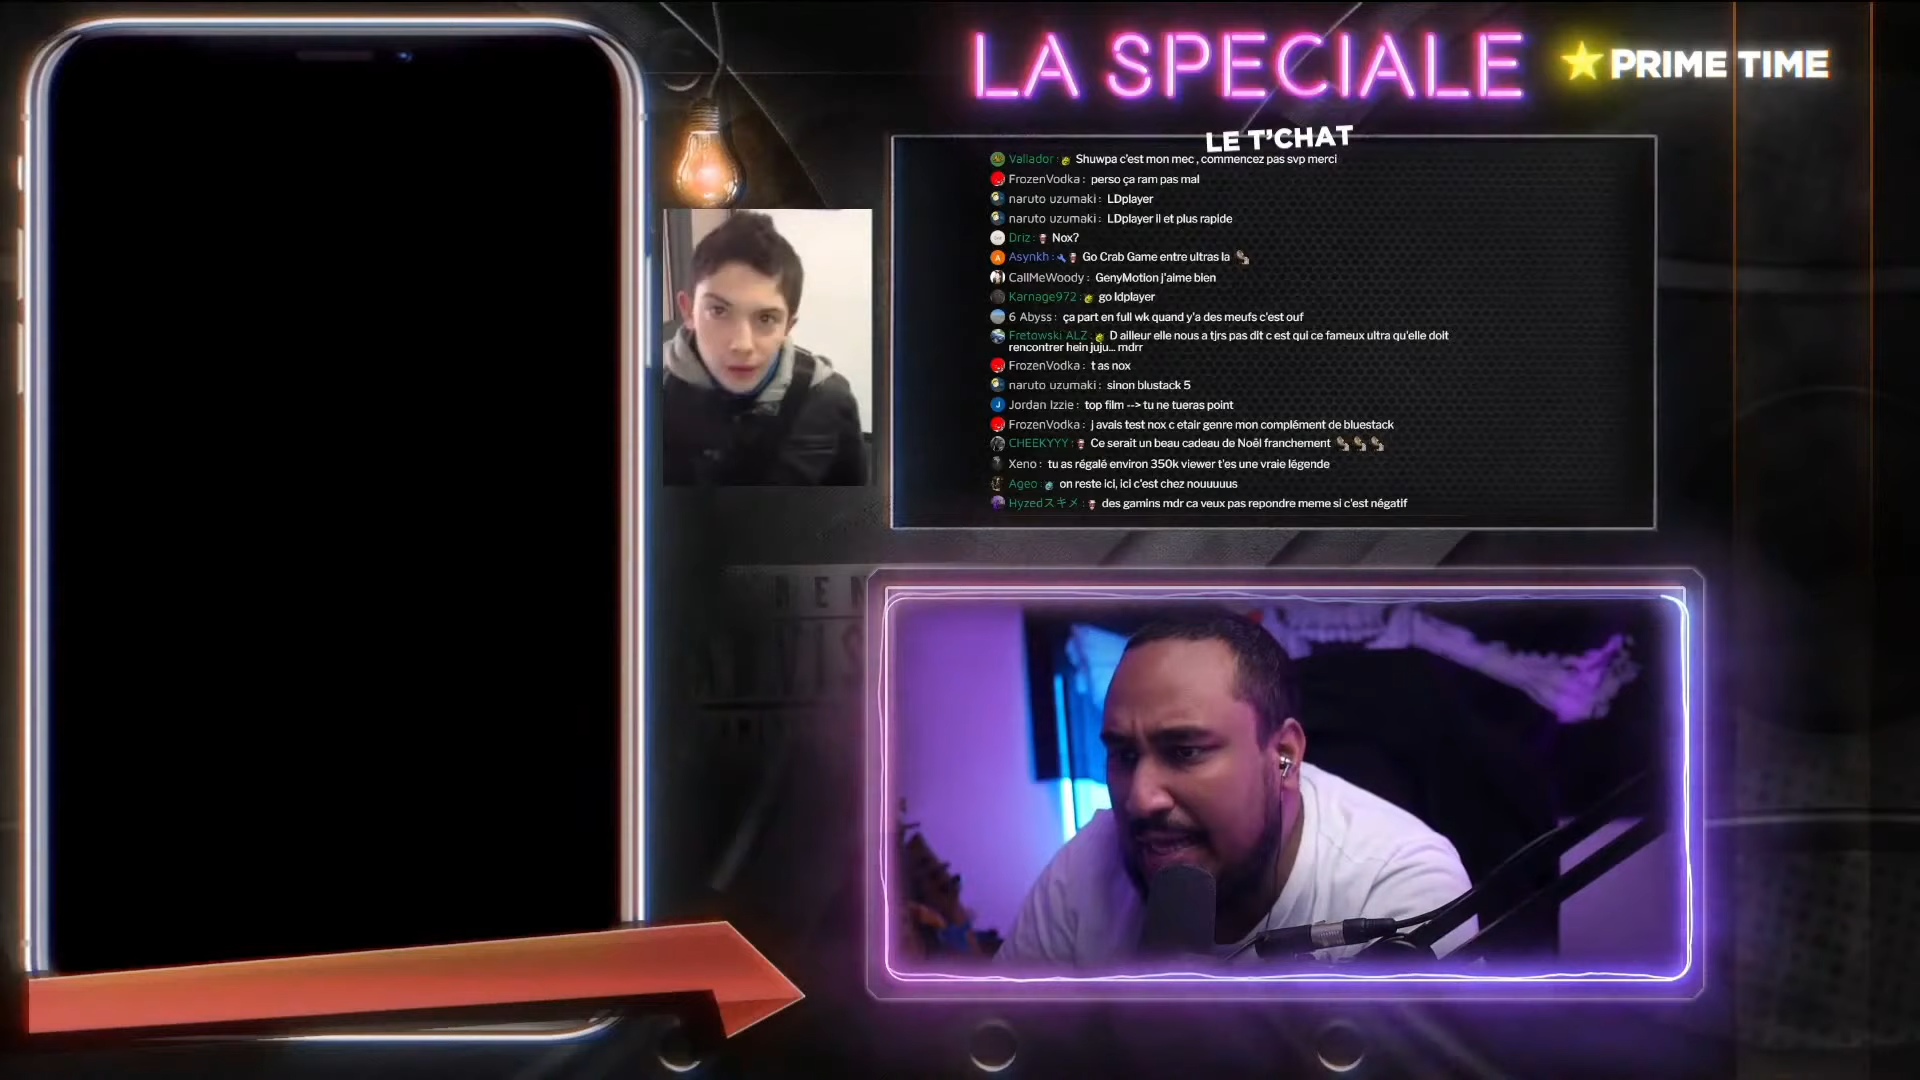 LA SPECIALE
PRIME TIME
LE T'CHAT
Valiador : Shuwpa c'est mon mec , commencez pas svp merci
FrozenVodka : perso ça ram pas mal
naruto uzumaki : LDplayer
naruto uzumaki : LDplayer il et plus rapide
Driz : Nox?
Asynkh : Go Crab Game entre ultras la
CallMeWoody : GenyMotion j'aime bien
Karnage972 : go ldplayer
6 Abyss : ça part en full wk quand y'a des meufs c'est ouf
Fretowski ALZ : D ailleur elle nous a tjrs pas dit c est qui ce fameux ultra qu'elle doit
rencontrer hein juju... mdrr
FrozenVodka : t as nox
naruto uzumaki : sinon blustack 5
J Jordan Izzie : top film --> tu ne tueras point
FrozenVodka : j avais test nox c etair genre mon complément de bluestack
CHEEKYYY : Ce serait un beau cadeau de Noël franchement
Xeno : tu as régalé environ 350k viewer t'es une vraie légende
Ageo : on reste ici, ici c'est chez nouuuuus
Hyzedスキメ : des gamins mdr ca veux pas repondre meme si c'est négatif